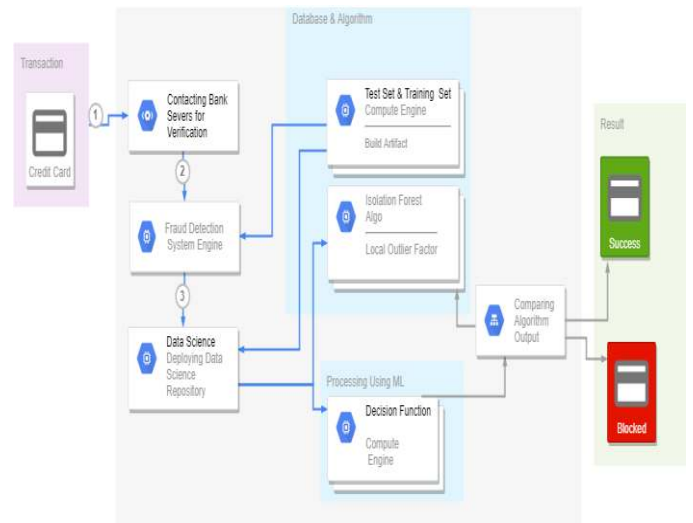 Database & Algorithm
Transaction
Credit Card
1
Contacting Bank
Severs for
Verification
2
Fraud Detection
System Engine
3
Data Science
Deploying Data
Science
Repository
Test Set & Training Set
Compute Engine
Build Artifact
Isolation Forest
Algo
Local Outlier Factor
Processing Using ML
Decision Function
Compute
Engine
Comparing
Algorithm
Output
Result
Success
Blocked